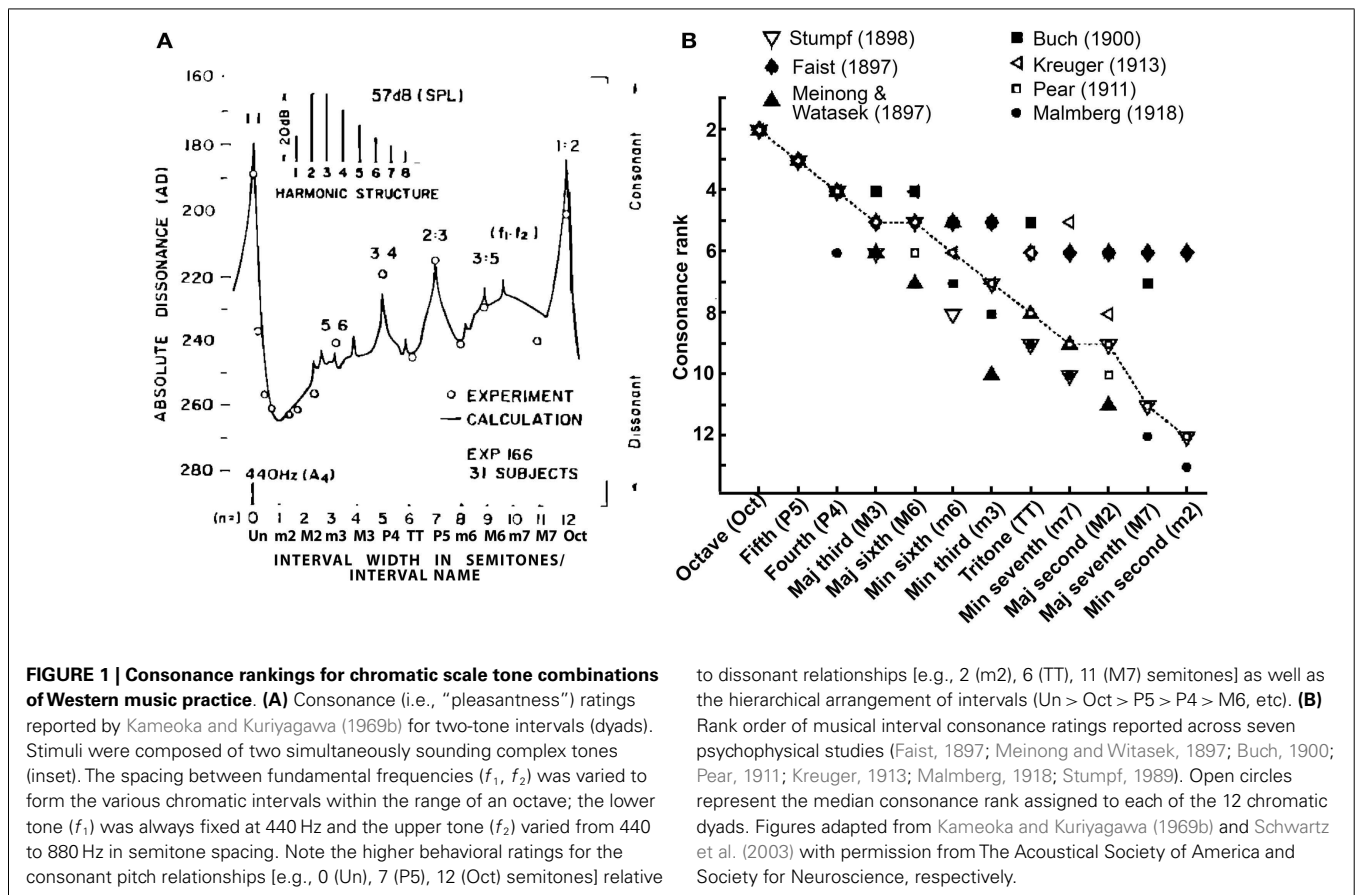 A
160
180
200
220
240
260
280
ABSOLUTE DISSONANCE (AD)
20dB
57dB (SPL)
1 2 3 4 5 6 7 8
HARMONIC STRUCTURE
1:2
2:3
(f₁-f₂)
3 4
3:5
5 6
EXPERIMENT
CALCULATION
EXP 166
31 SUBJECTS
440Hz (A₄)
Consonant
Dissonant
(n=) 0 1 2 3 4 5 6 7 8 9 10 11 12
Un m2 M2 m3 M3 P4 TT P5 m6 M6 m7 M7 Oct
INTERVAL WIDTH IN SEMITONES/
INTERVAL NAME
B
Stumpf (1898)
Faist (1897)
Meinong &
Watasek (1897)
Buch (1900)
Kreuger (1913)
Pear (1911)
Malmberg (1918)
Consonance rank
2
4
6
8
10
12
Octave (Oct)
Fifth (P5)
Fourth (P4)
Maj third (M3)
Maj sixth (M6)
Min sixth (m6)
Min third (m3)
Tritone (TT)
Min seventh (m7)
Maj second (M2)
Maj seventh (M7)
Min second (m2)
FIGURE 1 | Consonance rankings for chromatic scale tone combinations
of Western music practice. (A) Consonance (i.e., “pleasantness”) ratings
reported by Kameoka and Kuriyagawa (1969b) for two-tone intervals (dyads).
Stimuli were composed of two simultaneously sounding complex tones
(inset). The spacing between fundamental frequencies (f₁, f₂) was varied to
form the various chromatic intervals within the range of an octave; the lower
tone (f₁) was always fixed at 440 Hz and the upper tone (f₂) varied from 440
to 880 Hz in semitone spacing. Note the higher behavioral ratings for the
consonant pitch relationships [e.g., 0 (Un), 7 (P5), 12 (Oct) semitones] relative
to dissonant relationships [e.g., 2 (m2), 6 (TT), 11 (M7) semitones] as well as
the hierarchical arrangement of intervals (Un > Oct > P5 > P4 > M6, etc). (B)
Rank order of musical interval consonance ratings reported across seven
psychophysical studies (Faist, 1897; Meinong and Witasek, 1897; Buch, 1900;
Pear, 1911; Kreuger, 1913; Malmberg, 1918; Stumpf, 1989). Open circles
represent the median consonance rank assigned to each of the 12 chromatic
dyads. Figures adapted from Kameoka and Kuriyagawa (1969b) and Schwartz
et al. (2003) with permission from The Acoustical Society of America and
Society for Neuroscience, respectively.